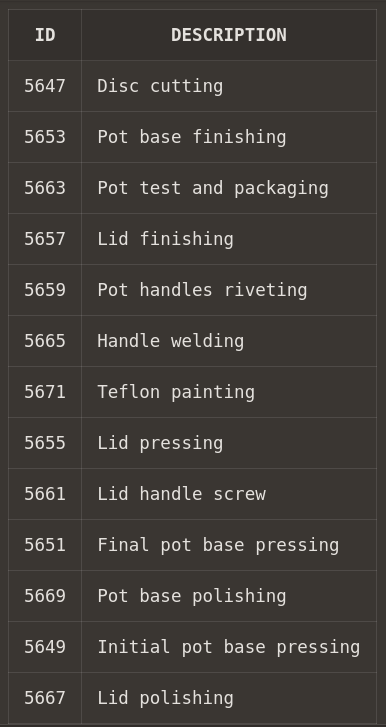 ID DESCRIPTION
5647 Disc cutting
5653 Pot base finishing
5663 Pot test and packaging
5657 Lid finishing
5659 Pot handles riveting
5665 Handle welding
5671 Teflon painting
5655 Lid pressing
5661 Lid handle screw
5651 Final pot base pressing
5669 Pot base polishing
5649 Initial pot base pressing
5667 Lid polishing